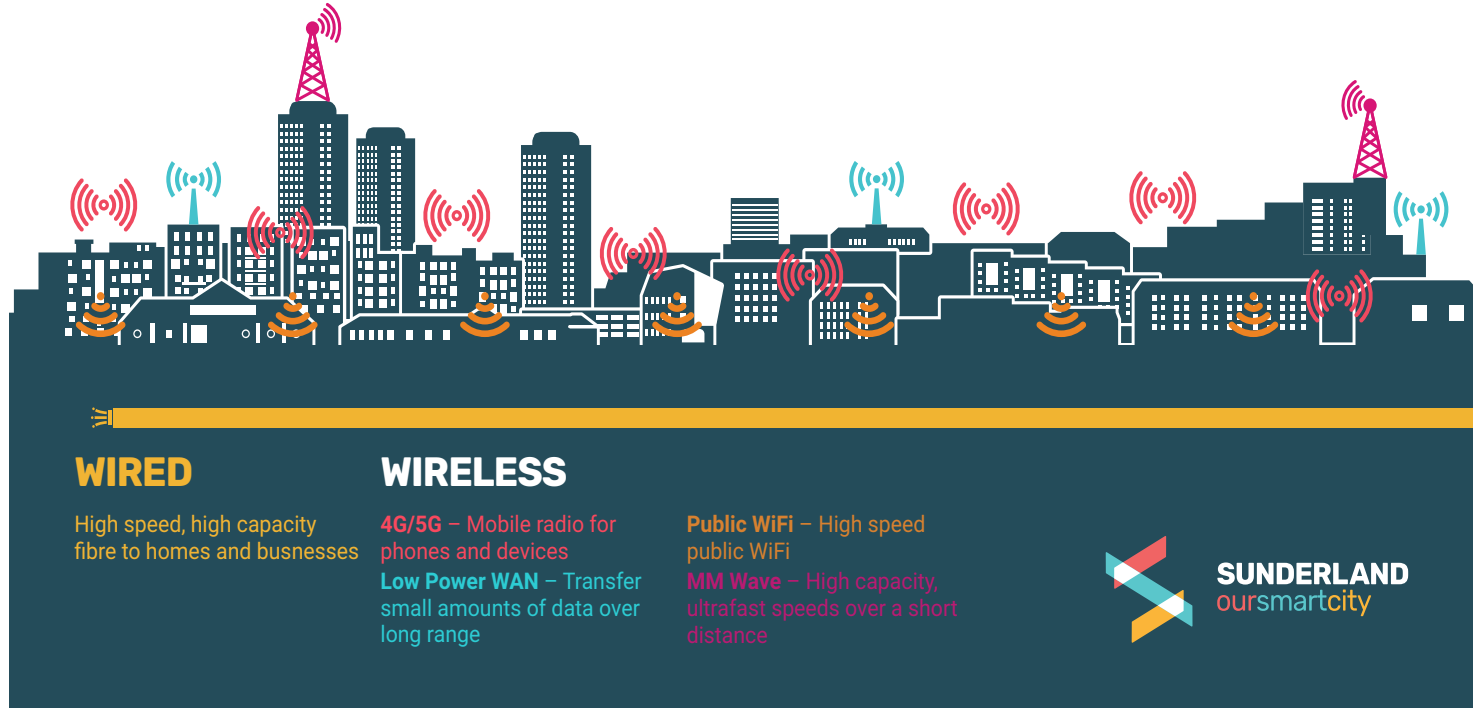 WIRED
High speed, high capacity
fibre to homes and busnesses
WIRELESS
4G/5G – Mobile radio for
phones and devices
Low Power WAN – Transfer
small amounts of data over
long range
Public WiFi – High speed
public WiFi
MM Wave – High capacity,
ultrafast speeds over a short
distance
SUNDERLAND
oursmartcity